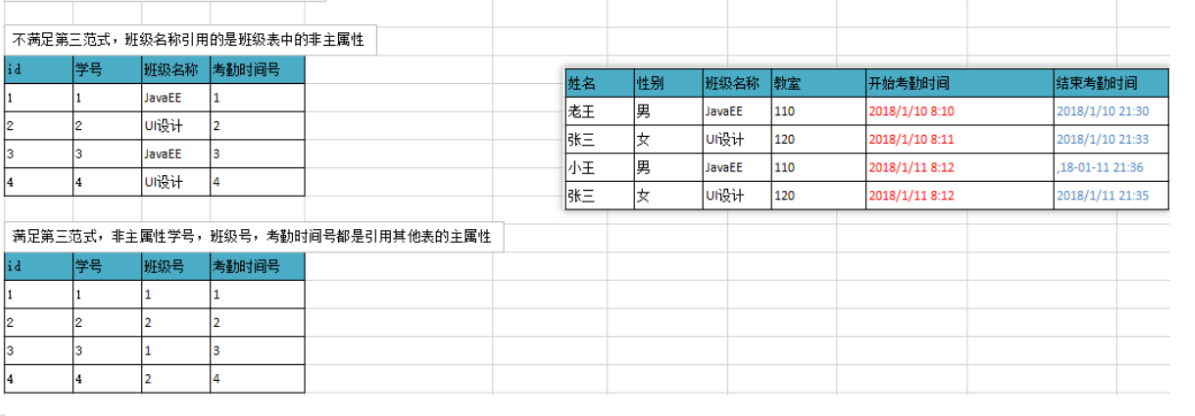 不满足第三范式，班级名称引用的是班级表中的非主属性
id 学号 班级名称 考勤时间号
1 1 JavaEE 1
2 2 UI设计 2
3 3 JavaEE 3
4 4 UI设计 4
姓名 性别 班级名称 教室 开始考勤时间 结束考勤时间
老王 男 JavaEE 110 2018/1/10 8:10 2018/1/10 21:30
张三 女 UI设计 120 2018/1/10 8:11 2018/1/10 21:33
小王 男 JavaEE 110 2018/1/11 8:12 ,18-01-11 21:36
张三 女 UI设计 120 2018/1/11 8:12 2018/1/11 21:35
满足第三范式，非主属性学号，班级号，考勤时间号都是引用其他表的主属性
id 学号 班级号 考勤时间号
1 1 1 1
2 2 2 2
3 3 1 3
4 4 2 4